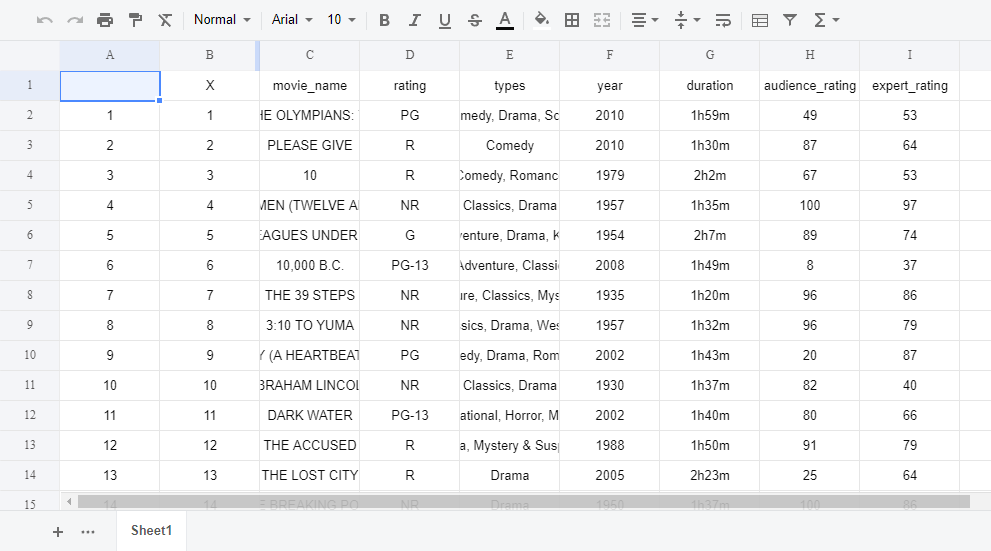 Normal Arial 10 B I U S A Σ
A B C D E F G H I
1 X movie_name rating types year duration audience_rating expert_rating
2 1 1 HE OLYMPIANS: PG medy, Drama, Sc 2010 1h59m 49 53
3 2 2 PLEASE GIVE R Comedy 2010 1h30m 87 64
4 3 3 10 R Comedy, Romanc 1979 2h2m 67 53
5 4 4 MEN (TWELVE A NR Classics, Drama 1957 1h35m 100 97
6 5 5 EAGUES UNDER G venture, Drama, K 1954 2h7m 89 74
7 6 6 10,000 B.C. PG-13 Adventure, Classi 2008 1h49m 8 37
8 7 7 THE 39 STEPS NR ure, Classics, Mys 1935 1h20m 96 86
9 8 8 3:10 TO YUMA NR sics, Drama, Wes 1957 1h32m 96 79
10 9 9 Y (A HEARTBEAT PG edy, Drama, Rom 2002 1h43m 20 87
11 10 10 BRAHAM LINCOL NR Classics, Drama 1930 1h37m 82 40
12 11 11 DARK WATER PG-13 ational, Horror, M 2002 1h40m 80 66
13 12 12 THE ACCUSED R a, Mystery & Susp 1988 1h50m 91 79
14 13 13 THE LOST CITY R Drama 2005 2h23m 25 64
15 14 14 E BREAKING PO NR Drama 1950 1h37m 100 86
+ ... Sheet1